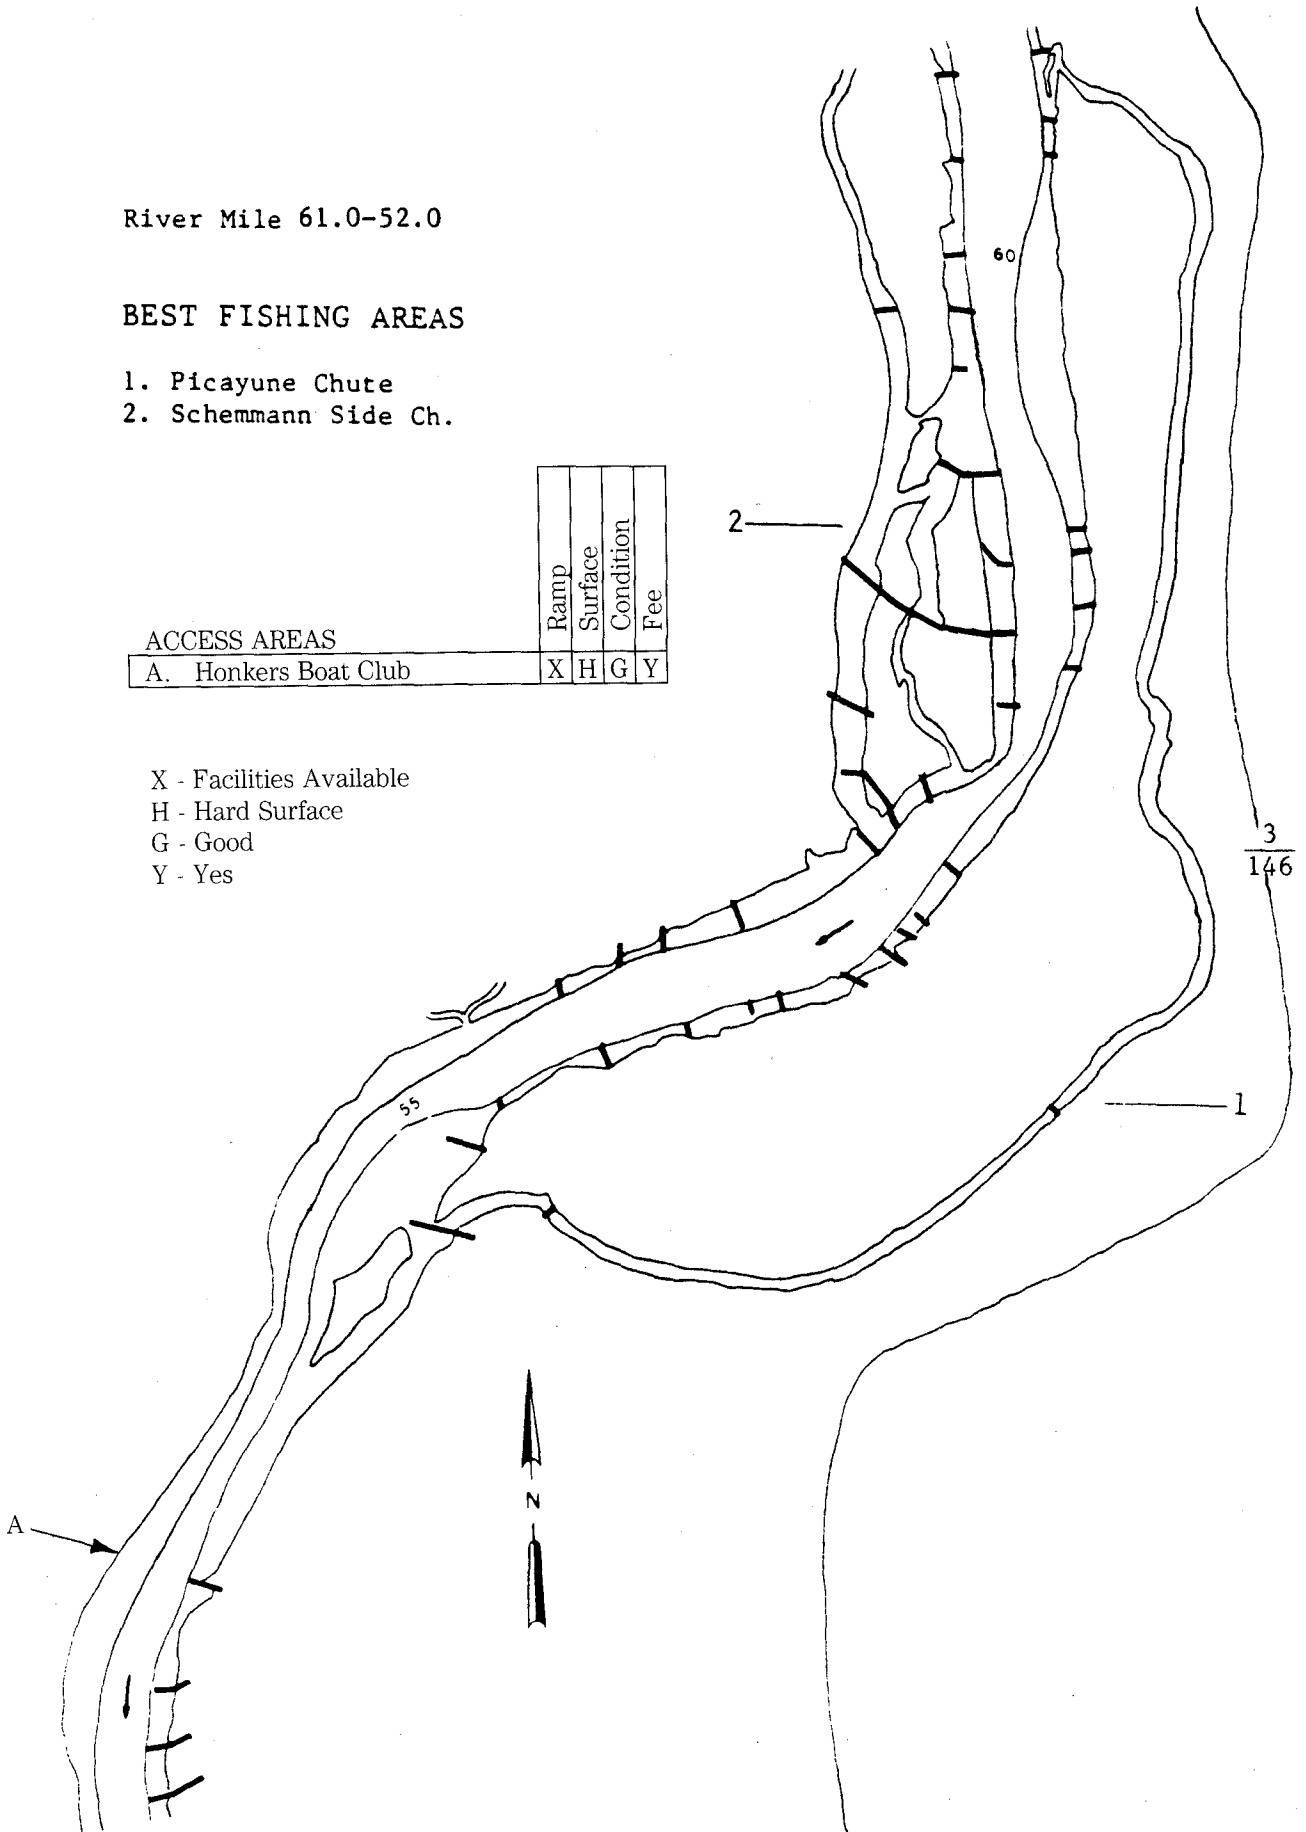 River Mile 61.0-52.0
60
BEST FISHING AREAS
1. Picayune Chute
2. Schemmann Side Ch.
2
Ramp
Surface
Condition
Fee
ACCESS AREAS
A. Honkers Boat Club X H G Y
X - Facilities Available
H - Hard Surface
G - Good
Y - Yes
3
146
55
1
N
A